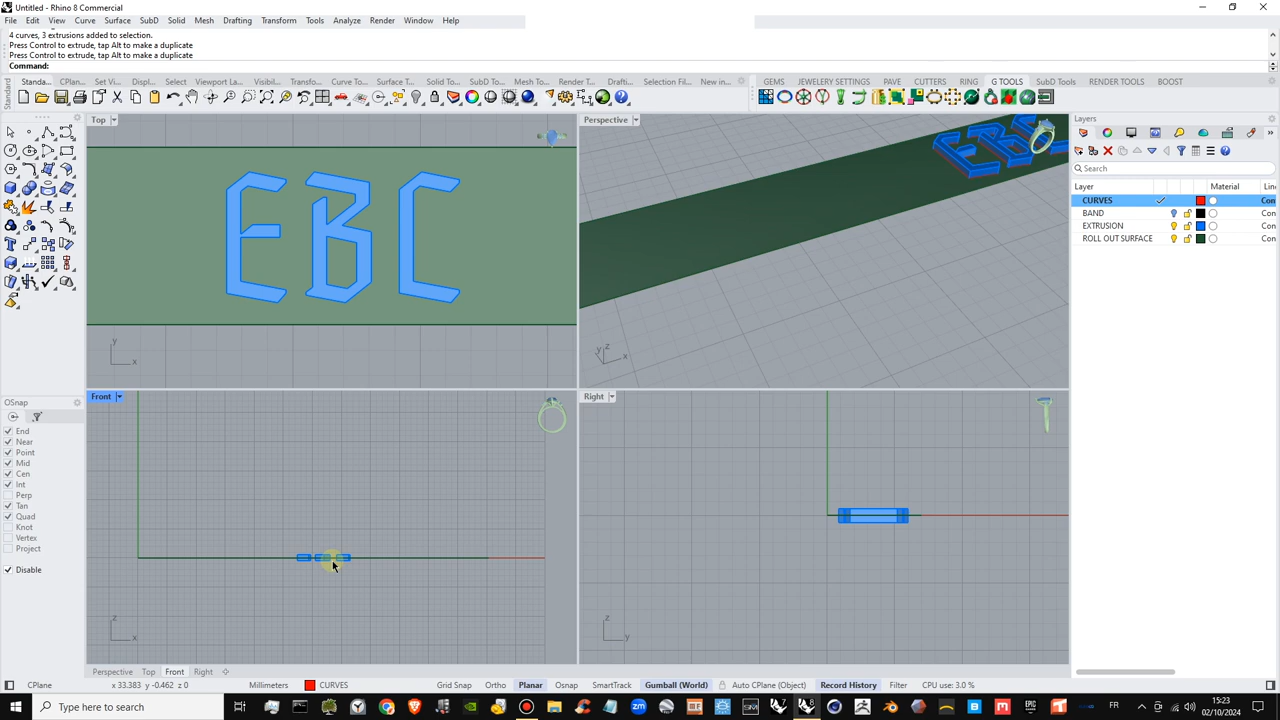 Untitled - Rhino 8 Commercial
File Edit View Curve Surface SubD Solid Mesh Drafting Transform Tools Analyze Render Window Help
4 curves, 3 extrusions added to selection.
Press Control to extrude, tap Alt to make a duplicate
Press Control to extrude, tap Alt to make a duplicate
Command:
Standard
Standa... CPlan... Set Vi... Displ... Select Viewport La... Visibil... Transfo... Curve To... Surface T... Solid To... SubD To... Mesh To... Render T... Drafti... Selection Fil... New in... GEMS JEWELERY SETTINGS PAVE CUTTERS RING G TOOLS SubD Tools RENDER TOOLS BOOST
Top
Perspective
EBC
EBC
y
x
z
y
x
Front
Right
z
x
z
y
Layers
Search
Layer Material Lin
CURVES Con
BAND Con
EXTRUSION Con
ROLL OUT SURFACE Con
OSnap
End
Near
Point
Mid
Cen
Int
Perp
Tan
Quad
Knot
Vertex
Project
Disable
Perspective Top Front Right
CPlane x 33.383 y -0.462 z 0 Millimeters CURVES Grid Snap Ortho Planar Osnap SmartTrack Gumball (World) Auto CPlane (Object) Record History Filter CPU use: 3.0 %
Type here to search
FR
15:23
02/10/2024